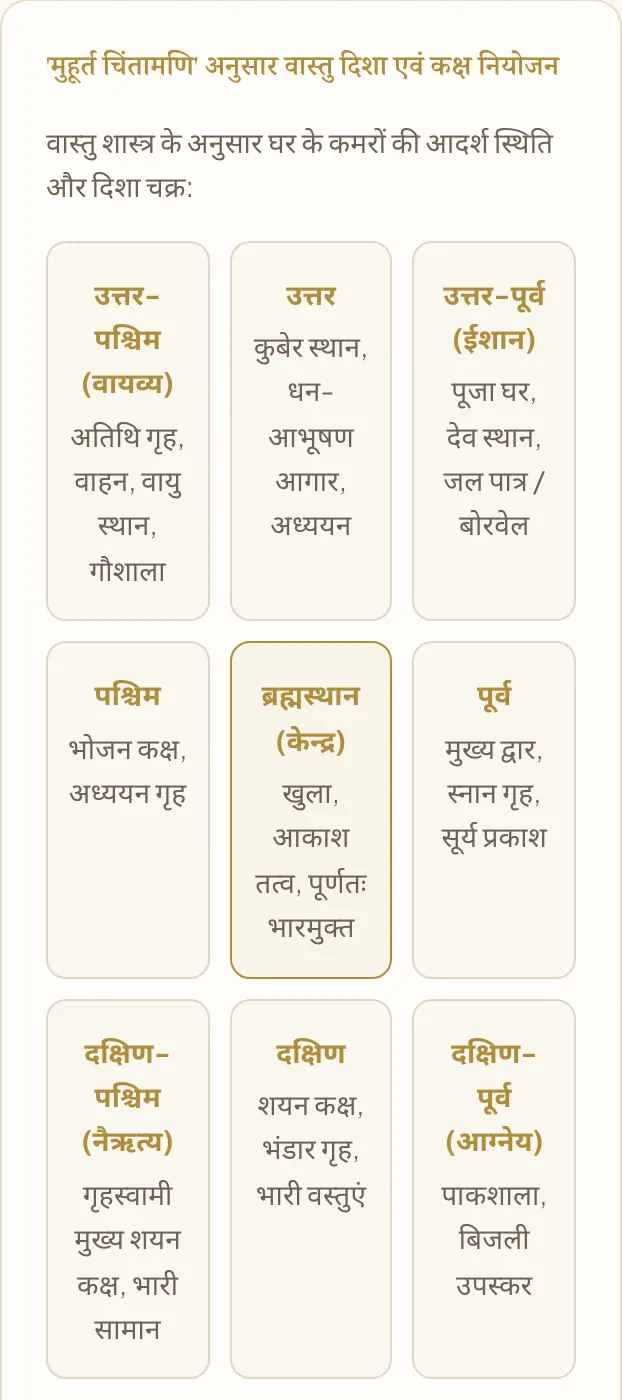 'मुहूर्त चिंतामणि' अनुसार वास्तु दिशा एवं कक्ष नियोजन
वास्तु शास्त्र के अनुसार घर के कमरों की आदर्श स्थिति
और दिशा चक्र:
उत्तर-
पश्चिम
(वायव्य)
अतिथि गृह,
वाहन, वायु
स्थान,
गौशाला
उत्तर
कुबेर स्थान,
धन-
आभूषण
आगार,
अध्ययन
उत्तर-पूर्व
(ईशान)
पूजा घर,
देव स्थान,
जल पात्र /
बोरवेल
पश्चिम
भोजन कक्ष,
अध्ययन गृह
ब्रह्मस्थान
(केन्द्र)
खुला,
आकाश
तत्व, पूर्णतः
भारमुक्त
पूर्व
मुख्य द्वार,
स्नान गृह,
सूर्य प्रकाश
दक्षिण-
पश्चिम
(नैऋत्य)
गृहस्वामी
मुख्य शयन
कक्ष, भारी
सामान
दक्षिण
शयन कक्ष,
भंडार गृह,
भारी वस्तुएं
दक्षिण-
पूर्व
(आग्नेय)
पाकशाला,
बिजली
उपस्कर